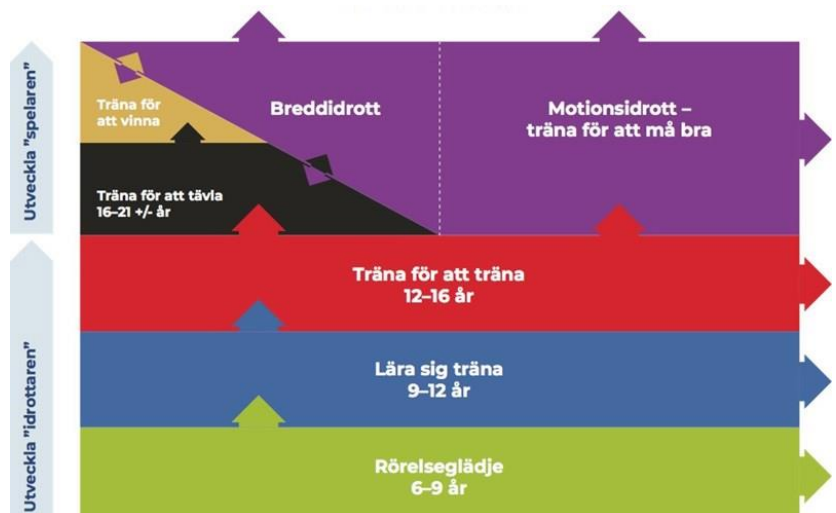 Utveckla "spelaren"
Träna för
att vinna
Breddidrott
Motionsidrott –
träna för att må bra
Träna för att tävla
16–21 +/- år
Utveckla "idrottaren"
Träna för att träna
12–16 år
Lära sig träna
9–12 år
Rörelseglädje
6–9 år